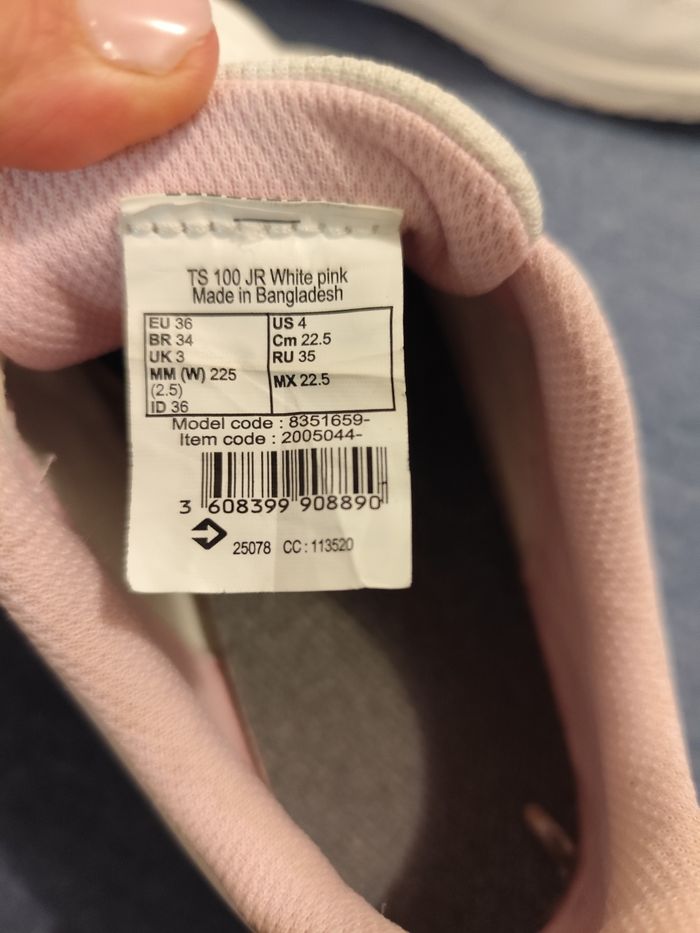 TS 100 JR White pink
Made in Bangladesh
EU 36
BR 34
UK 3
MM (W) 225
(2.5)
ID 36
US 4
Cm 22.5
RU 35
MX 22.5
Model code : 8351659-
Item code : 2005044-
3 608399 908890
25078 CC : 113520